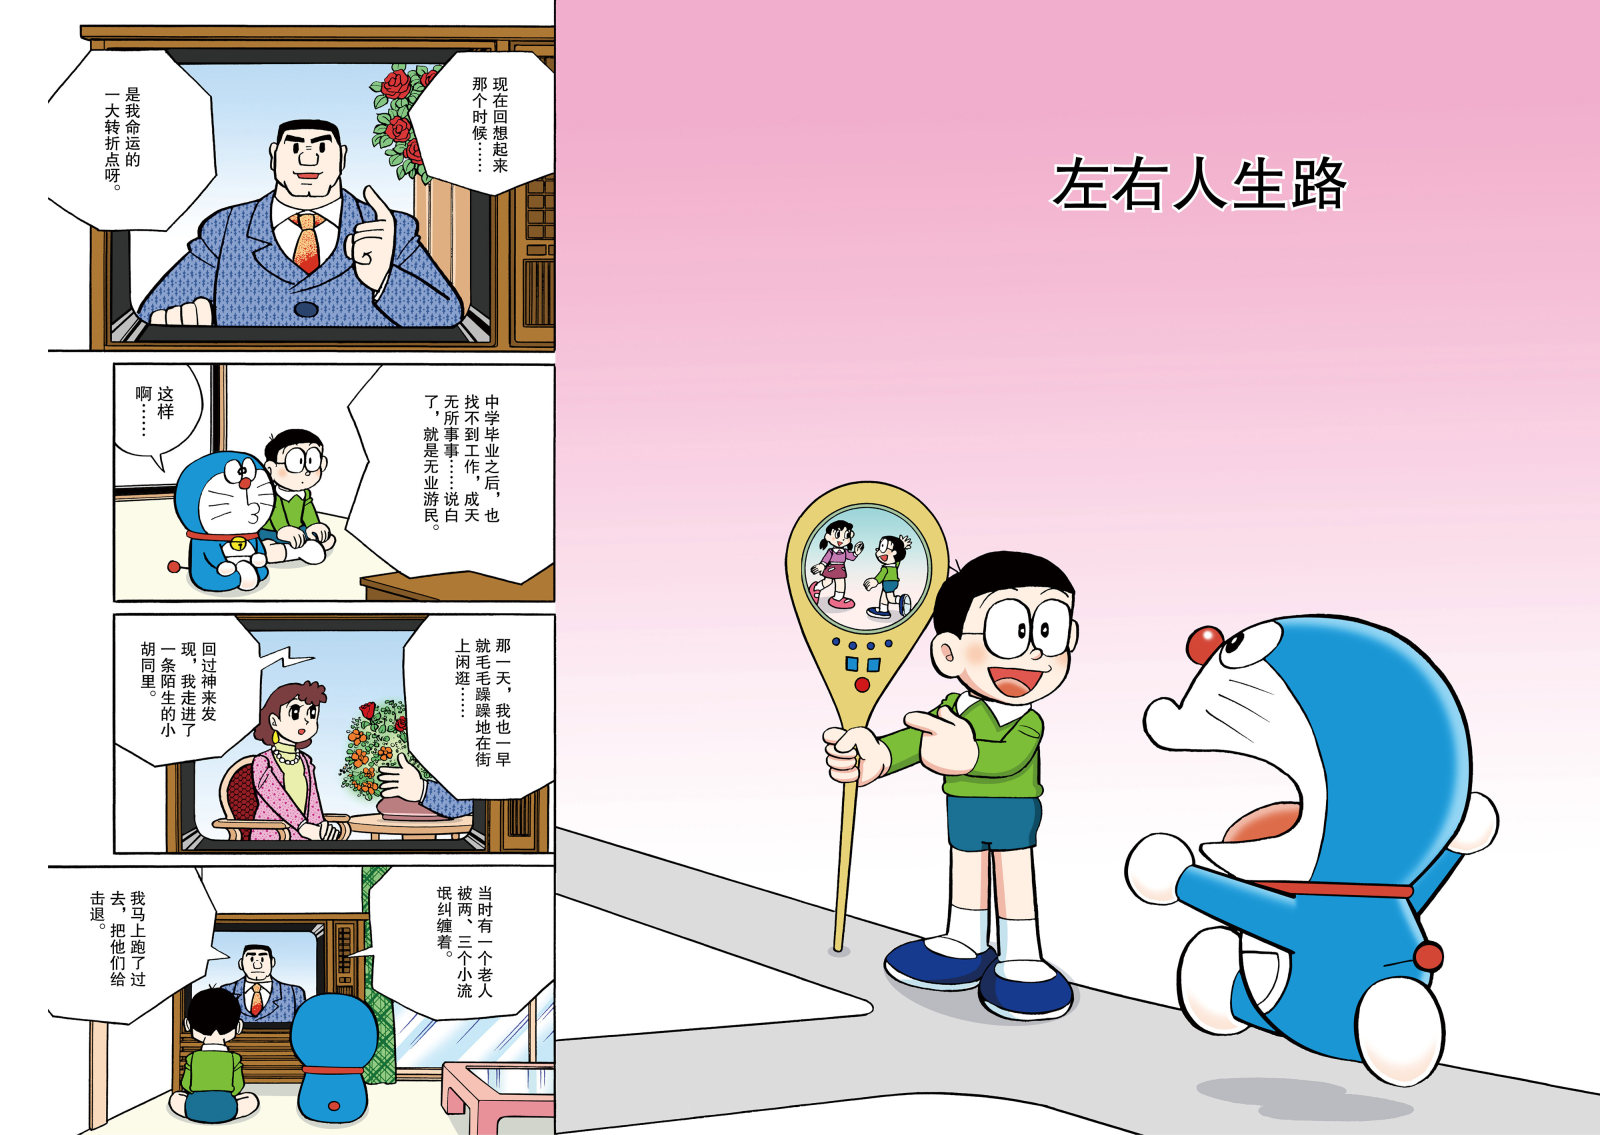 左右人生路
现在回想起来
那个时候……
是我命运的
一大转折点呀。
中学毕业之后，也
找不到工作，成天
无所事事……说白
了，就是无业游民。
这样
啊……
那一天，我也一早
就毛毛躁躁地在街
上闲逛……
回过神来发
现，我走进了
一条陌生的小
胡同里。
当时有一个老人
被两、三个小流
氓纠缠着。
我马上跑了过
去，把他们给
击退。